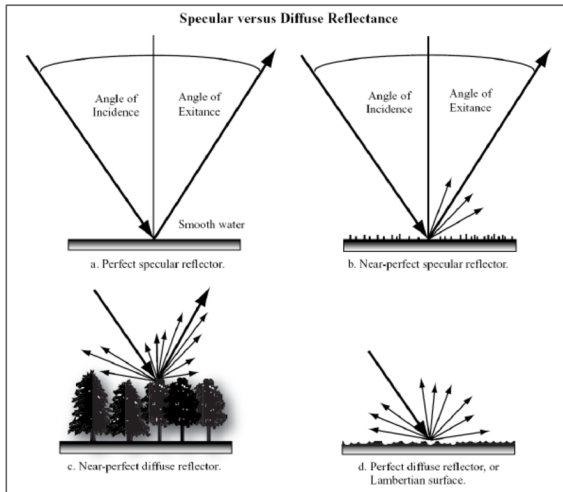 Specular versus Diffuse Reflectance
Angle of
Incidence
Angle of
Exitance
Smooth water
a. Perfect specular reflector.
Angle of
Incidence
Angle of
Exitance
b. Near-perfect specular reflector.
c. Near-perfect diffuse reflector.
d. Perfect diffuse reflector, or
Lambertian surface.